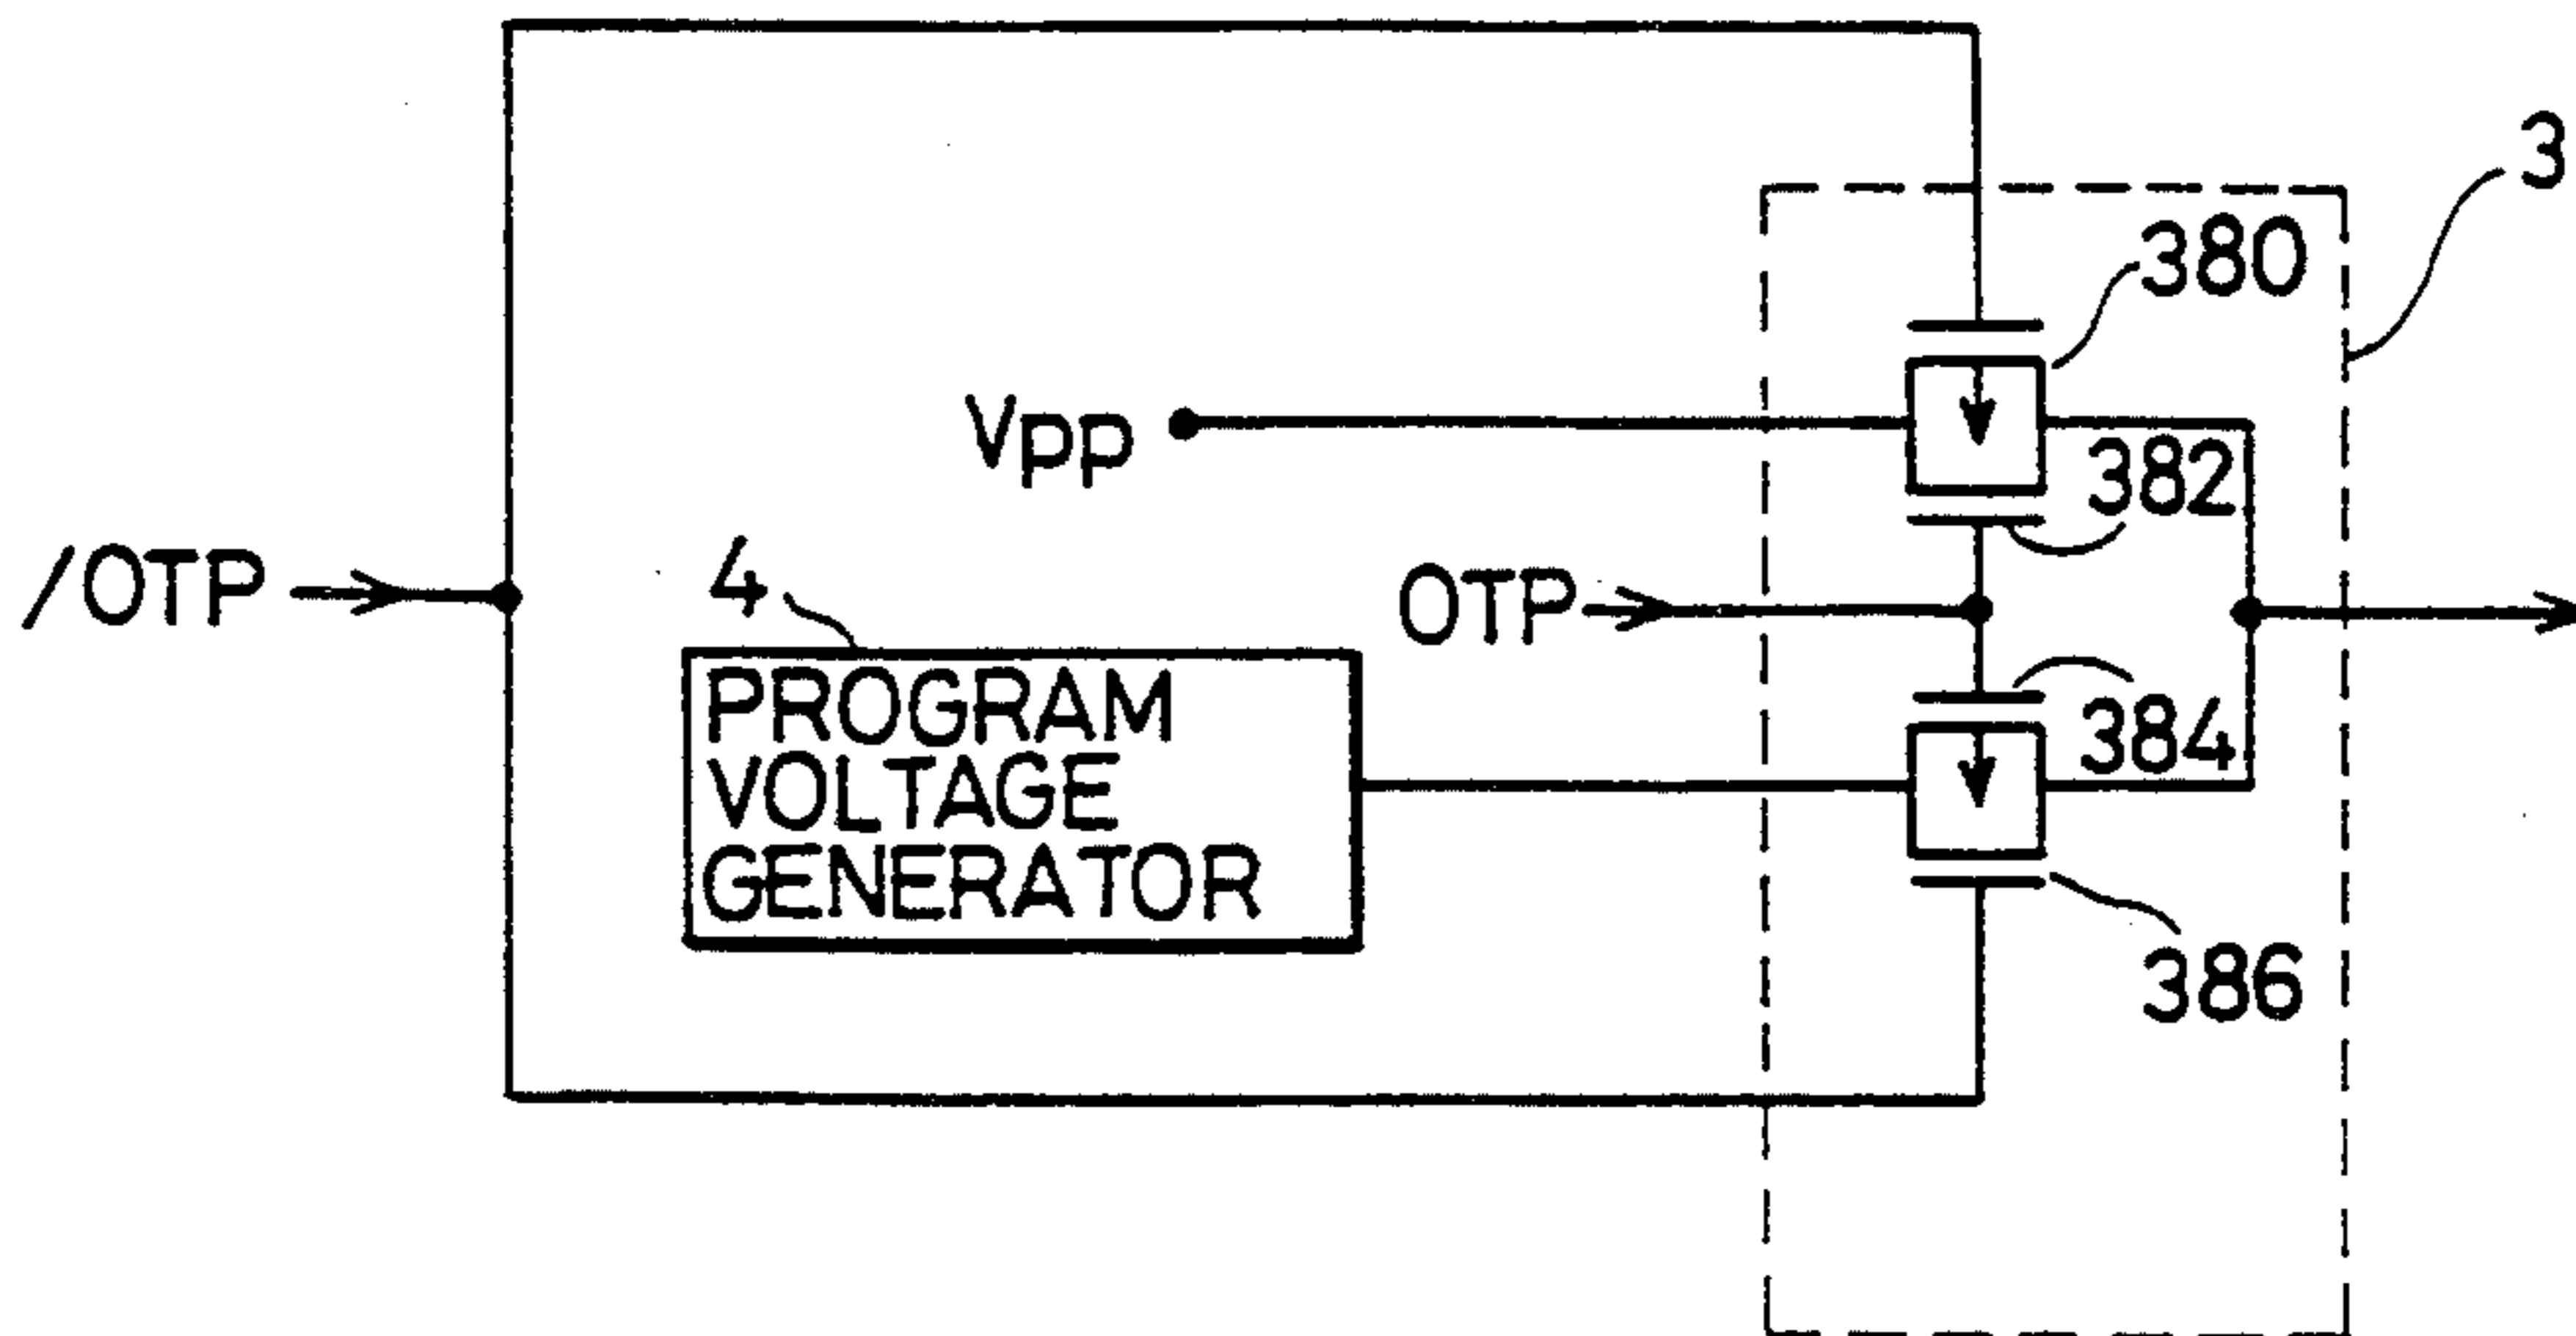 3
380
Vpp
382
/OTP
4
OTP
PROGRAM
VOLTAGE
GENERATOR
384
386